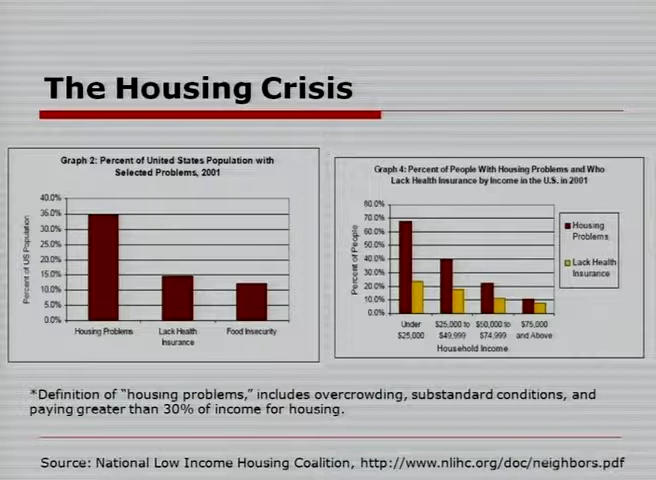 The Housing Crisis
Graph 2: Percent of United States Population with
Selected Problems, 2001
Percent of US Population
40.0%
35.0%
30.0%
25.0%
20.0%
15.0%
10.0%
5.0%
0.0%
Housing Problems
Lack Health
Insurance
Food Insecurity
Graph 4: Percent of People With Housing Problems and Who
Lack Health Insurance by Income in the U.S. in 2001
Percent of People
80.0%
70.0%
60.0%
50.0%
40.0%
30.0%
20.0%
10.0%
0.0%
Under
$25,000
$25,000 to
$49,999
$50,000 to
$74,999
$75,000
and Above
Household Income
Housing
Problems
Lack Health
Insurance
*Definition of “housing problems,” includes overcrowding, substandard conditions, and
paying greater than 30% of income for housing.
Source: National Low Income Housing Coalition, http://www.nlihc.org/doc/neighbors.pdf